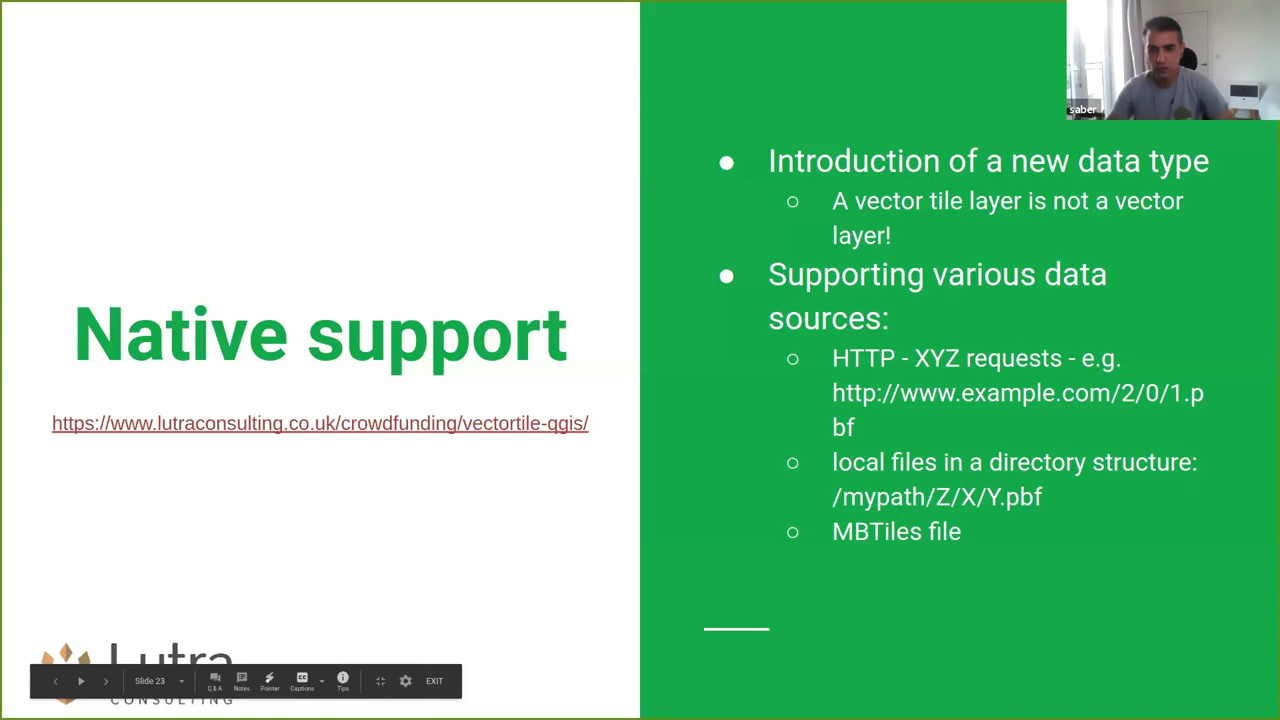 saber
Native support
https://www.lutraconsulting.co.uk/crowdfunding/vectortile-qgis/
● Introduction of a new data type
○ A vector tile layer is not a vector
layer!
● Supporting various data
sources:
○ HTTP - XYZ requests - e.g.
http://www.example.com/2/0/1.p
bf
○ local files in a directory structure:
/mypath/Z/X/Y.pbf
○ MBTiles file
Lutra
CONSULTING
Slide 23
Q & A
Notes
Pointer
CC
Captions
Tips
EXIT